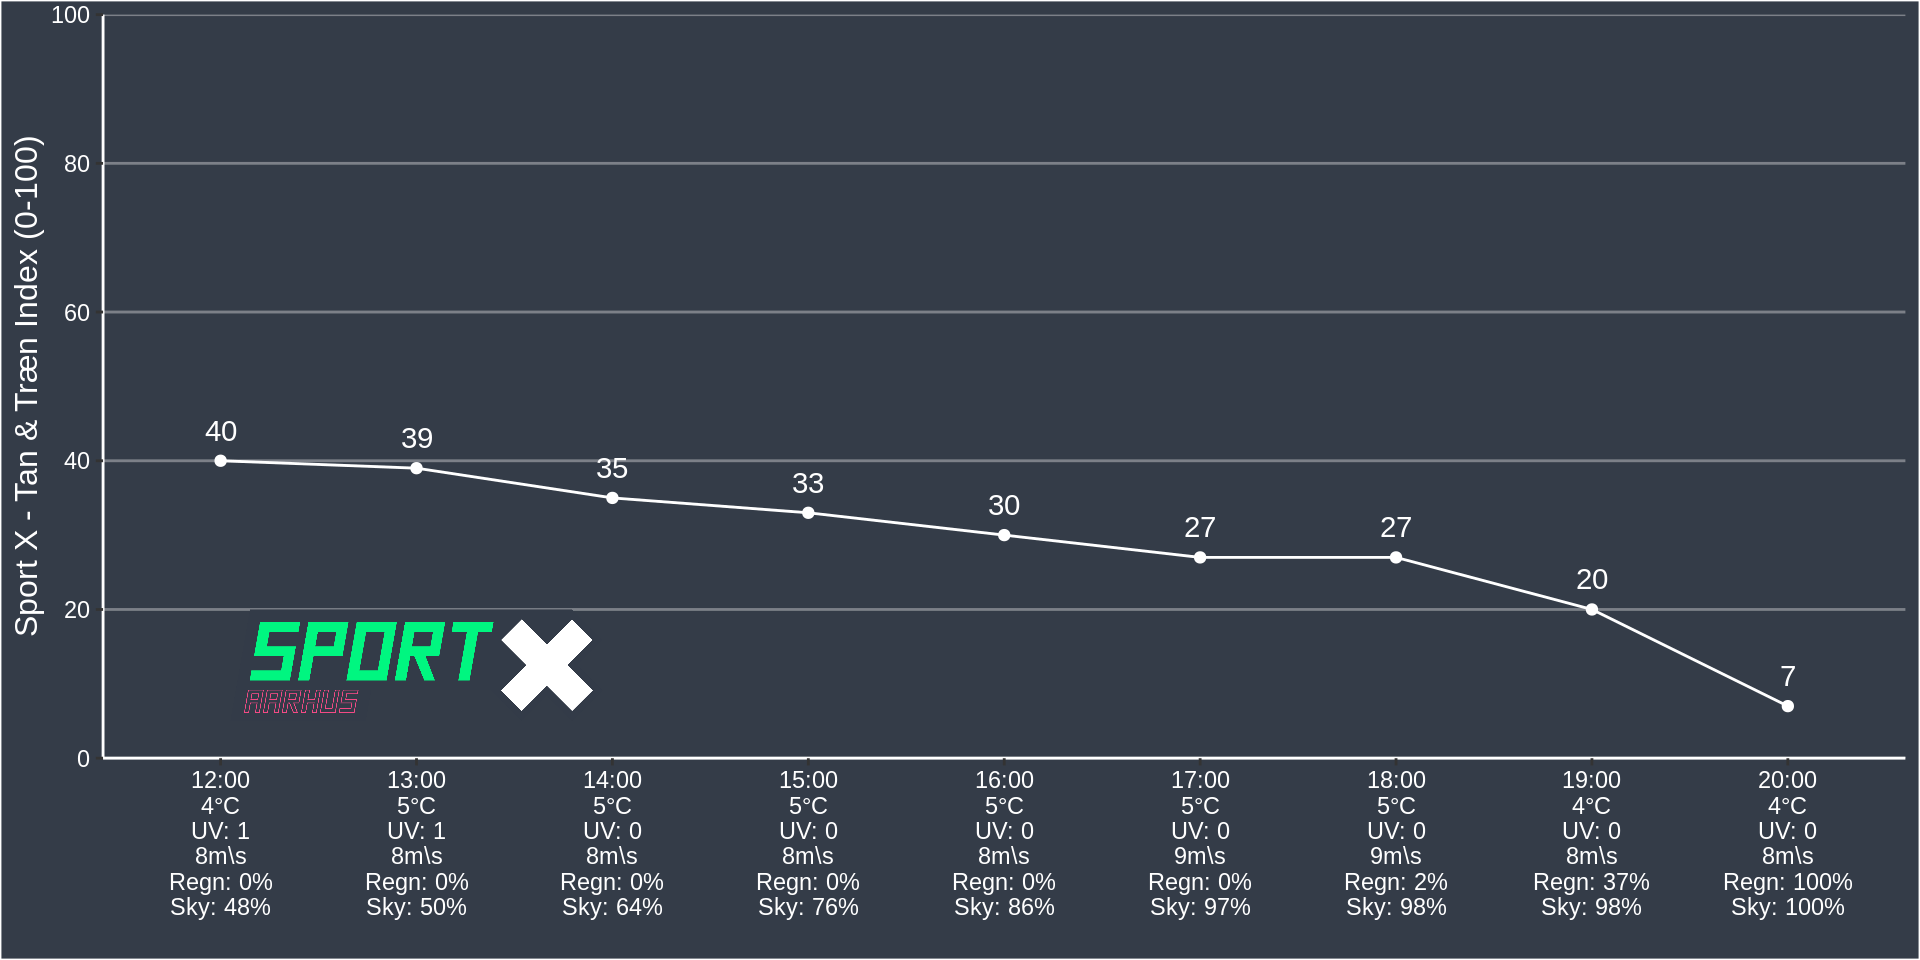 Sport X - Tan & Træn Index (0-100)
100
80
60
40
20
0
40
39
35
33
30
27
27
20
7
SPORT X
AARHUS
12:00 13:00 14:00 15:00 16:00 17:00 18:00 19:00 20:00
4°C 5°C 5°C 5°C 5°C 5°C 5°C 4°C 4°C
UV: 1 UV: 1 UV: 0 UV: 0 UV: 0 UV: 0 UV: 0 UV: 0 UV: 0
8m\s 8m\s 8m\s 8m\s 8m\s 9m\s 9m\s 8m\s 8m\s
Regn: 0% Regn: 0% Regn: 0% Regn: 0% Regn: 0% Regn: 0% Regn: 2% Regn: 37% Regn: 100%
Sky: 48% Sky: 50% Sky: 64% Sky: 76% Sky: 86% Sky: 97% Sky: 98% Sky: 98% Sky: 100%